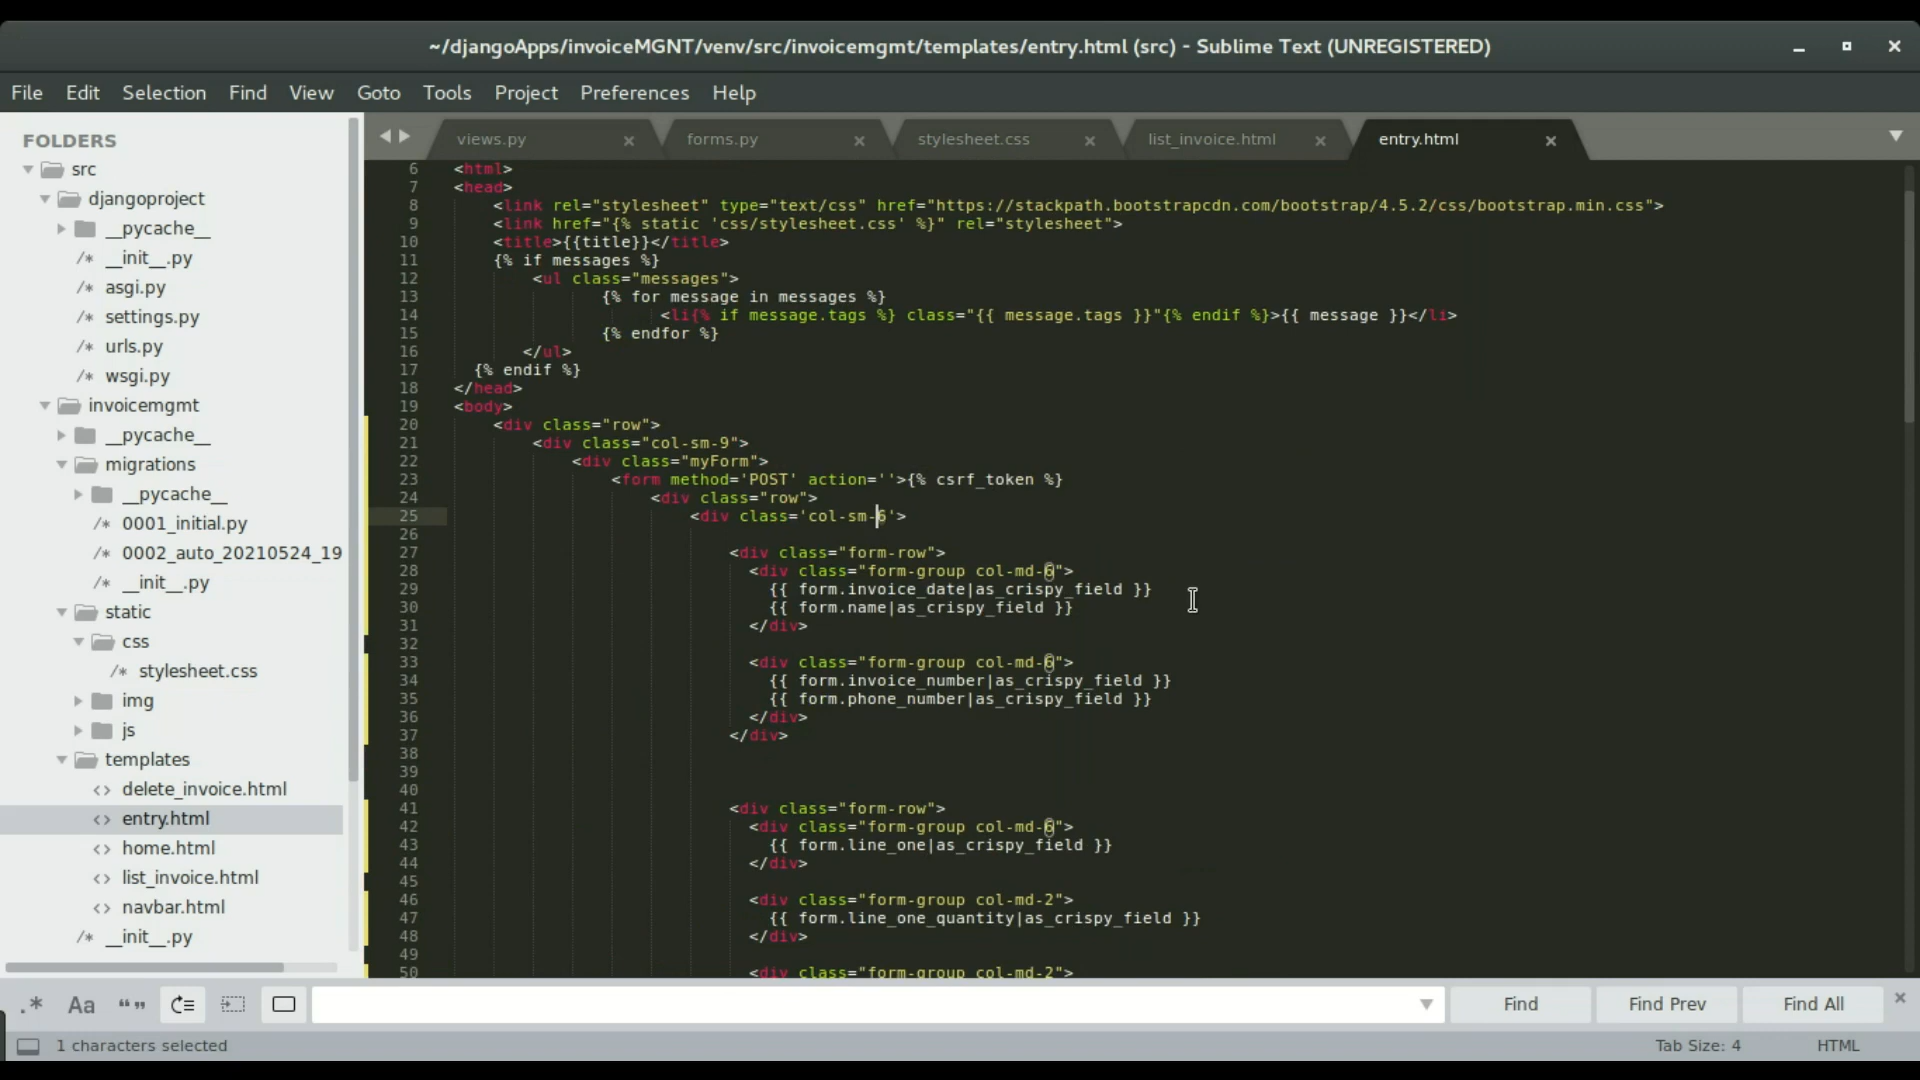 ~/djangoApps/invoiceMGNT/venv/src/invoicemgmt/templates/entry.html (src) - Sublime Text (UNREGISTERED)
File Edit Selection Find View Goto Tools Project Preferences Help
views.py forms.py stylesheet.css list_invoice.html entry.html
FOLDERS
src
djangoproject
__pycache__
/* __init__.py
/* asgi.py
/* settings.py
/* urls.py
/* wsgi.py
invoicemgmt
__pycache__
migrations
__pycache__
/* 0001_initial.py
/* 0002_auto_20210524_19
/* __init__.py
static
css
/* stylesheet.css
img
js
templates
<> delete_invoice.html
<> entry.html
<> home.html
<> list_invoice.html
<> navbar.html
/* __init__.py
6 <html>
7 <head>
8 <link rel="stylesheet" type="text/css" href="https://stackpath.bootstrapcdn.com/bootstrap/4.5.2/css/bootstrap.min.css">
9 <link href="{% static 'css/stylesheet.css' %}" rel="stylesheet">
10 <title>{{title}}</title>
11 {% if messages %}
12 <ul class="messages">
13 {% for message in messages %}
14 <li{% if message.tags %} class="{{ message.tags }}"{% endif %}>{{ message }}</li>
15 {% endfor %}
16 </ul>
17 {% endif %}
18 </head>
19 <body>
20 <div class="row">
21 <div class="col-sm-9">
22 <div class="myForm">
23 <form method='POST' action=''>{% csrf_token %}
24 <div class="row">
25 <div class='col-sm-6'>
26
27 <div class="form-row">
28 <div class="form-group col-md-6">
29 {{ form.invoice_date|as_crispy_field }}
30 {{ form.name|as_crispy_field }}
31 </div>
32
33 <div class="form-group col-md-6">
34 {{ form.invoice_number|as_crispy_field }}
35 {{ form.phone_number|as_crispy_field }}
36 </div>
37 </div>
38
39
40
41 <div class="form-row">
42 <div class="form-group col-md-6">
43 {{ form.line_one|as_crispy_field }}
44 </div>
45
46 <div class="form-group col-md-2">
47 {{ form.line_one_quantity|as_crispy_field }}
48 </div>
49
50 <div class="form-group col-md-2">
.* Aa “” Find Find Prev Find All
1 characters selected Tab Size: 4 HTML